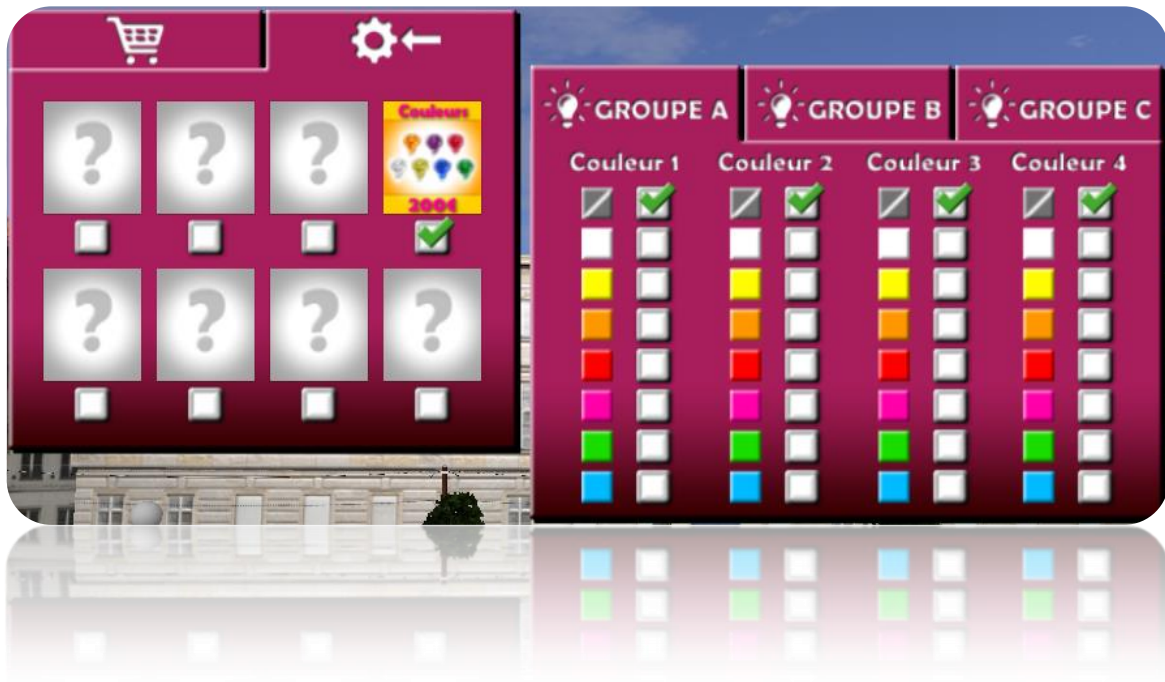 Couleurs
200€
GROUPE A
GROUPE B
GROUPE C
Couleur 1
Couleur 2
Couleur 3
Couleur 4
? ? ?
? ? ? ?